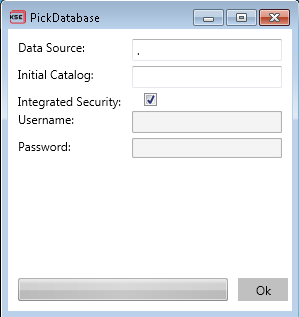 KSE PickDatabase
Data Source: .
Initial Catalog:
Integrated Security:
Username:
Password:
Ok